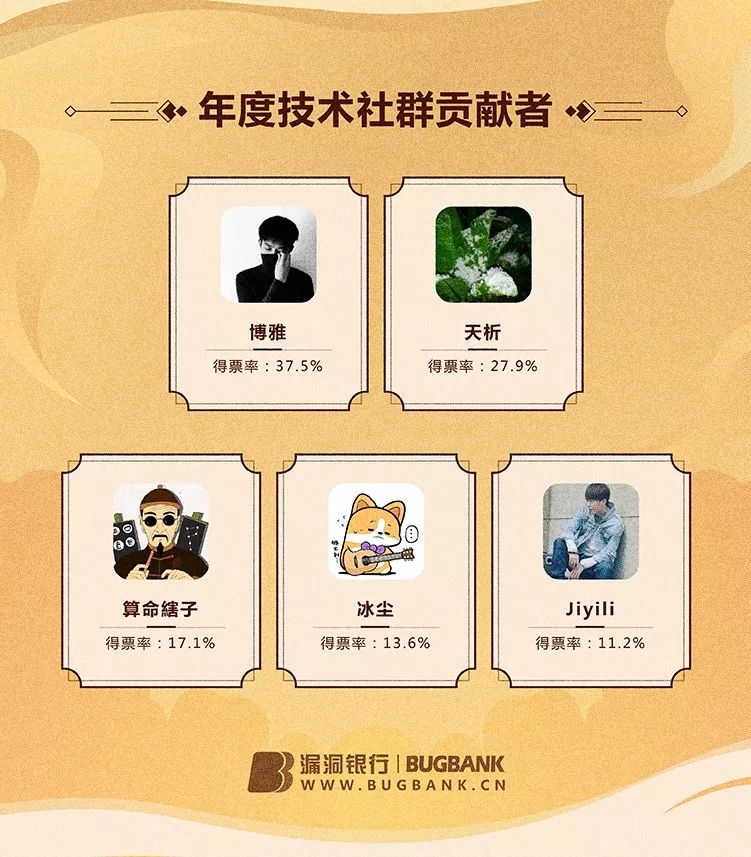 年度技术社群贡献者
博雅
得票率：37.5%
天析
得票率：27.9%
算命瞎子
得票率：17.1%
冰尘
得票率：13.6%
Jiyili
得票率：11.2%
漏洞银行 | BUGBANK
WWW.BUGBANK.CN